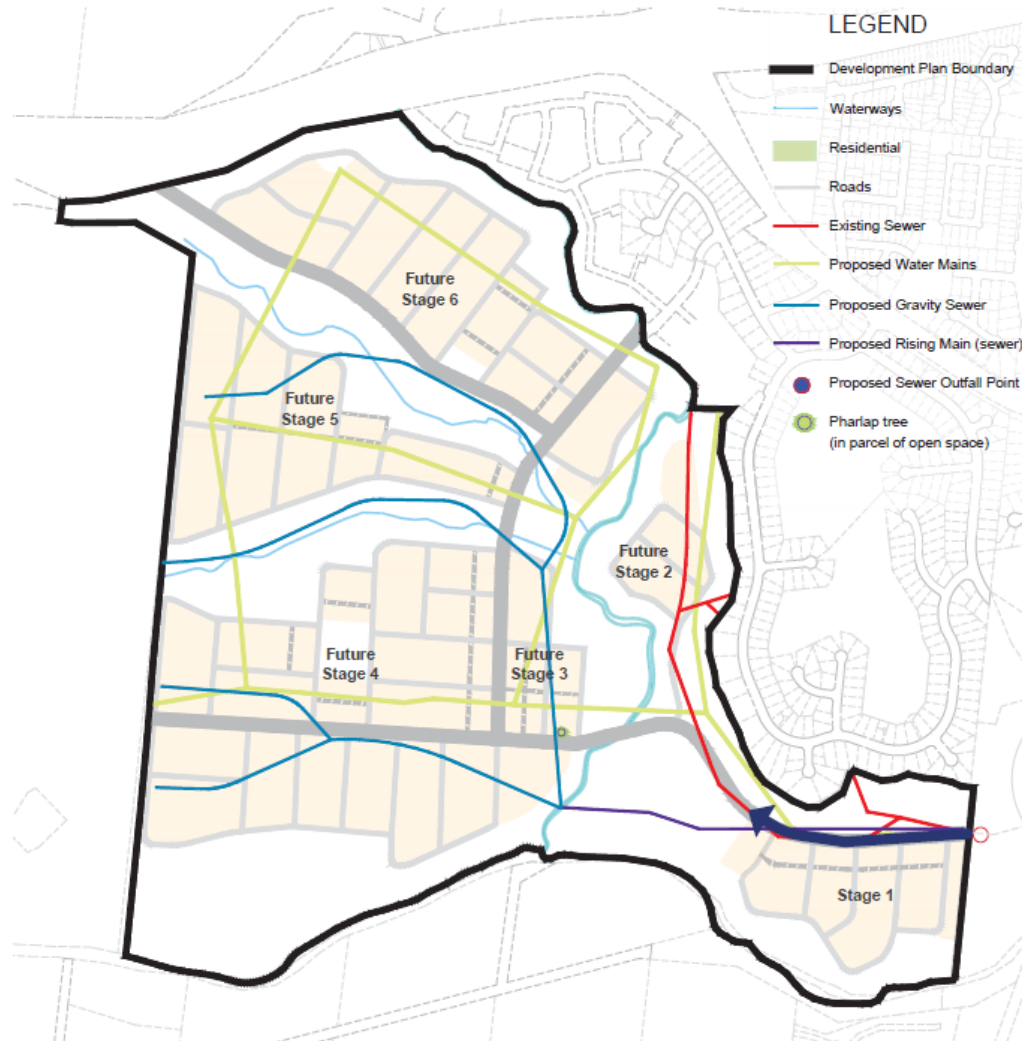 LEGEND
Development Plan Boundary
Waterways
Residential
Roads
Existing Sewer
Proposed Water Mains
Proposed Gravity Sewer
Proposed Rising Main (sewer)
Proposed Sewer Outfall Point
Pharlap tree
(in parcel of open space)
Future
Stage 6
Future
Stage 5
Future
Stage 2
Future
Stage 4
Future
Stage 3
Stage 1